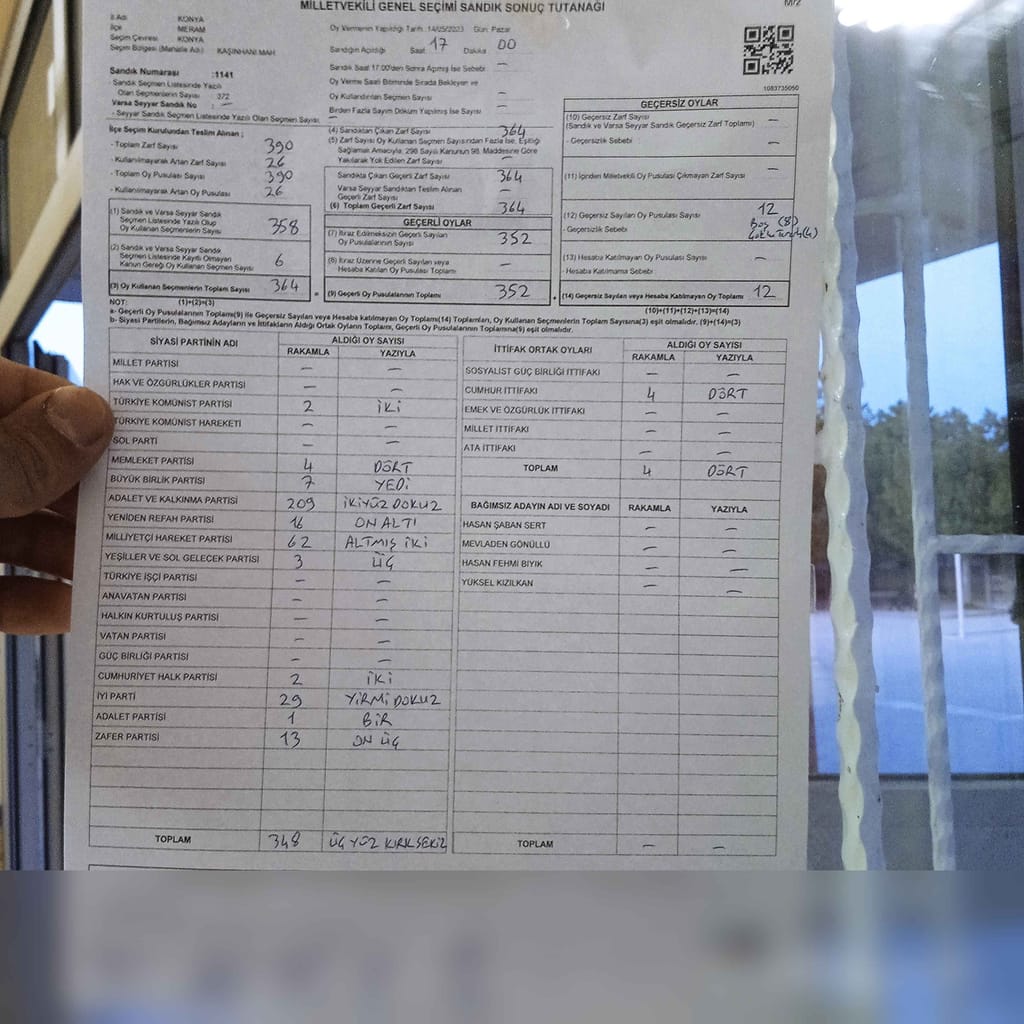 MİLLETVEKİLİ GENEL SEÇİMİ SANDIK SONUÇ TUTANAĞI
M/2
İl Adı KONYA
İlçe MERAM
Seçim Çevresi KONYA
Seçim Bölgesi (Mahalle Adı) KAŞINHANI MAH
Oy Vermenin Yapıldığı Tarih :14/05/2023 Gün: Pazar
Sandığın Açıldığı Saat 17 Dakika 00
Sandık Saat 17.00'den Sonra Açılmış İse Sebebi —
Oy Verme Saati Bitiminde Sırada Bekleyen ve
Oy Kullandırılan Seçmen Sayısı —
Birden Fazla Sayım Döküm Yapılmış İse Sayısı —
1083735050
Sandık Numarası :1141
- Sandık Seçmen Listesinde Yazılı
Olan Seçmenlerin Sayısı 372
Varsa Seyyar Sandık No : —
- Seyyar Sandık Seçmen Listesinde Yazılı Olan Seçmen Sayısı —
İlçe Seçim Kurulundan Teslim Alınan ;
- Toplam Zarf Sayısı 390
- Kullanılmayarak Artan Zarf Sayısı 26
- Toplam Oy Pusulası Sayısı 390
- Kullanılmayarak Artan Oy Pusulası 26
(1) Sandık ve Varsa Seyyar Sandık
Seçmen Listesinde Yazılı Olup
Oy Kullanan Seçmenlerin Sayısı 358
(2) Sandık ve Varsa Seyyar Sandık
Seçmen Listesinde Kayıtlı Olmayan
Kanun Gereği Oy Kullanan Seçmen Sayısı 6
(3) Oy Kullanan Seçmenlerin Toplam Sayısı 364
(4) Sandıktan Çıkan Zarf Sayısı 364
(5) Zarf Sayısı Oy Kullanan Seçmen Sayısından Fazla İse, Eşitliği
Sağlamak Amacıyla; 298 Sayılı Kanunun 98. Maddesine Göre
Yakılarak Yok Edilen Zarf Sayısı —
Sandıkta Çıkan Geçerli Zarf Sayısı 364
Varsa Seyyar Sandıktan Teslim Alınan
Geçerli Zarf Sayısı —
(6) Toplam Geçerli Zarf Sayısı 364
GEÇERLİ OYLAR
(7) İtiraz Edilmeksizin Geçerli Sayılan
Oy Pusulalarının Sayısı 352
(8) İtiraz Üzerine Geçerli Sayılan veya
Hesaba Katılan Oy Pusulası Toplamı —
= (9) Geçerli Oy Pusulalarının Toplamı 352
GEÇERSİZ OYLAR
(10) Geçersiz Zarf Sayısı
(Sandık ve Varsa Seyyar Sandık Geçersiz Zarf Toplamı) —
- Geçersizlik Sebebi —
(11) İçinden Milletvekili Oy Pusulası Çıkmayan Zarf Sayısı —
(12) Geçersiz Sayılan Oy Pusulası Sayısı 12
- Geçersizlik Sebebi Boş (8)
(4)
(13) Hesaba Katılmayan Oy Pusulası Sayısı —
- Hesaba Katılmama Sebebi
+ (14) Geçersiz Sayılan veya Hesaba Katılmayan Oy Toplamı 12
NOT: (1)+(2)=(3) (10)+(11)+(12)+(13)=(14)
a- Geçerli Oy Pusulalarının Toplamı(9) ile Geçersiz Sayılan veya Hesaba katılmayan Oy Toplamı(14) Toplamları, Oy Kullanan Seçmenlerin Toplam Sayısına(3) eşit olmalıdır. (9)+(14)=(3)
b- Siyasi Partilerin, Bağımsız Adayların ve İttifakların Aldığı Ortak Oyların Toplamı, Geçerli Oy Pusulalarının Toplamına(9) eşit olmalıdır.
SİYASİ PARTİNİN ADI ALDIĞI OY SAYISI
RAKAMLA YAZIYLA
MİLLET PARTİSI — —
HAK VE ÖZGÜRLÜKLER PARTİSİ — —
TÜRKİYE KOMÜNİST PARTİSİ 2 İKİ
TÜRKİYE KOMÜNİST HAREKETİ — —
SOL PARTİ — —
MEMLEKET PARTİSİ 4 DÖRT
BÜYÜK BİRLİK PARTİSİ 7 YEDİ
ADALET VE KALKINMA PARTİSİ 209 İKİYÜZ DOKUZ
YENİDEN REFAH PARTİSİ 16 ON ALTI
MİLLİYETÇİ HAREKET PARTİSİ 62 ALTMIŞ İKİ
YEŞİLLER VE SOL GELECEK PARTİSİ 3 ÜÇ
TÜRKİYE İŞÇİ PARTİSİ — —
ANAVATAN PARTİSİ — —
HALKIN KURTULUŞ PARTİSİ — —
VATAN PARTİSİ — —
GÜÇ BİRLİĞİ PARTİSİ — —
CUMHURİYET HALK PARTİSİ 2 İKİ
İYİ PARTİ 29 YİRMİ DOKUZ
ADALET PARTİSİ 1 BİR
ZAFER PARTİSİ 13 ON ÜÇ
TOPLAM 348 ÜÇ YÜZ KIRK SEKİZ
İTTİFAK ORTAK OYLARI ALDIĞI OY SAYISI
RAKAMLA YAZIYLA
SOSYALİST GÜÇ BİRLİĞİ İTTİFAKI — —
CUMHUR İTTİFAKI 4 DÖRT
EMEK VE ÖZGÜRLÜK İTTİFAKI — —
MİLLET İTTİFAKI — —
ATA İTTİFAKI — —
TOPLAM 4 DÖRT
BAĞIMSIZ ADAYIN ADI VE SOYADI RAKAMLA YAZIYLA
HASAN ŞABAN SERT — —
MEVLADEN GÖNÜLLÜ — —
HASAN FEHMI BIYIK — —
YÜKSEL KIZILKAN — —
TOPLAM — —